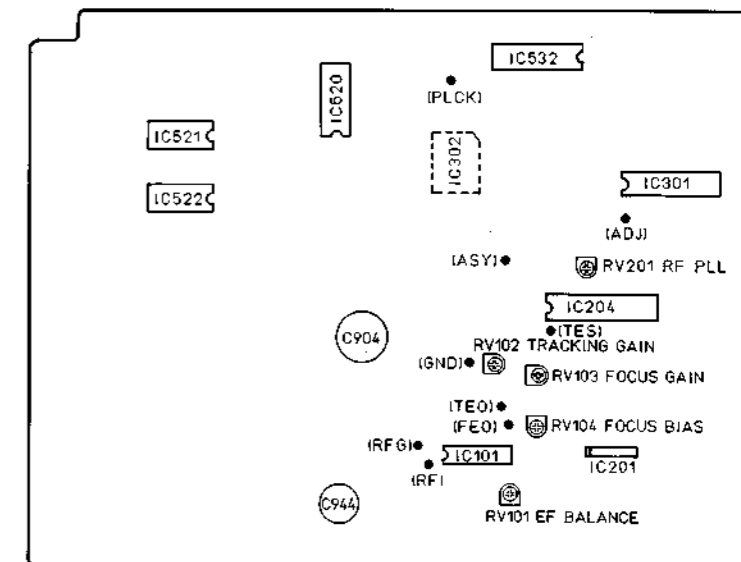 IC532
(PLCK)
IC520
IC521
IC302
IC301
IC522
(ADJ)
(ASY)
RV201 RF PLL
IC204
(TES)
C904
RV102 TRACKING GAIN
(GND)
RV103 FOCUS GAIN
(TEO)
(FEO)
RV104 FOCUS BIAS
(RFG)
IC101
IC201
(RF)
C944
RV101 EF BALANCE